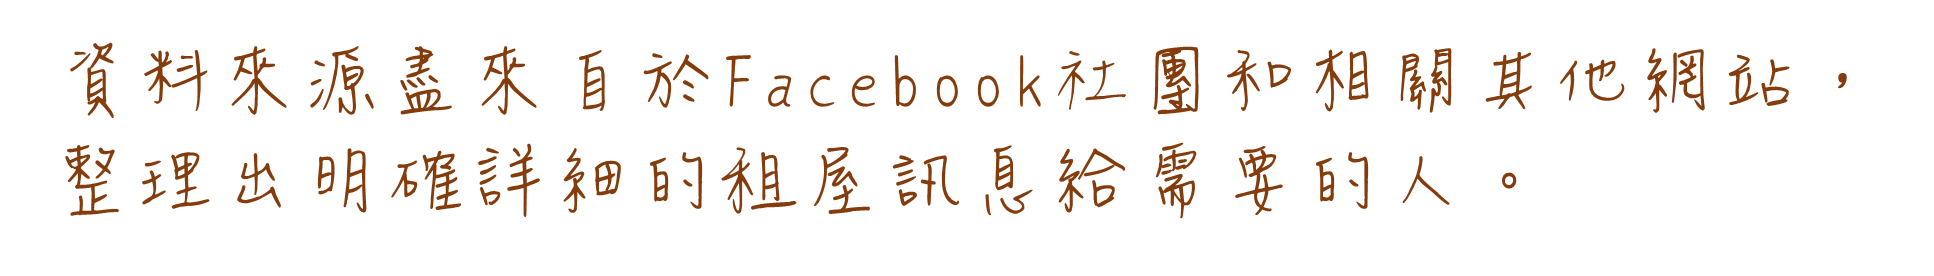 資料來源盡來自於Facebook社團和相關其他網站，
整理出明確詳細的租屋訊息給需要的人。